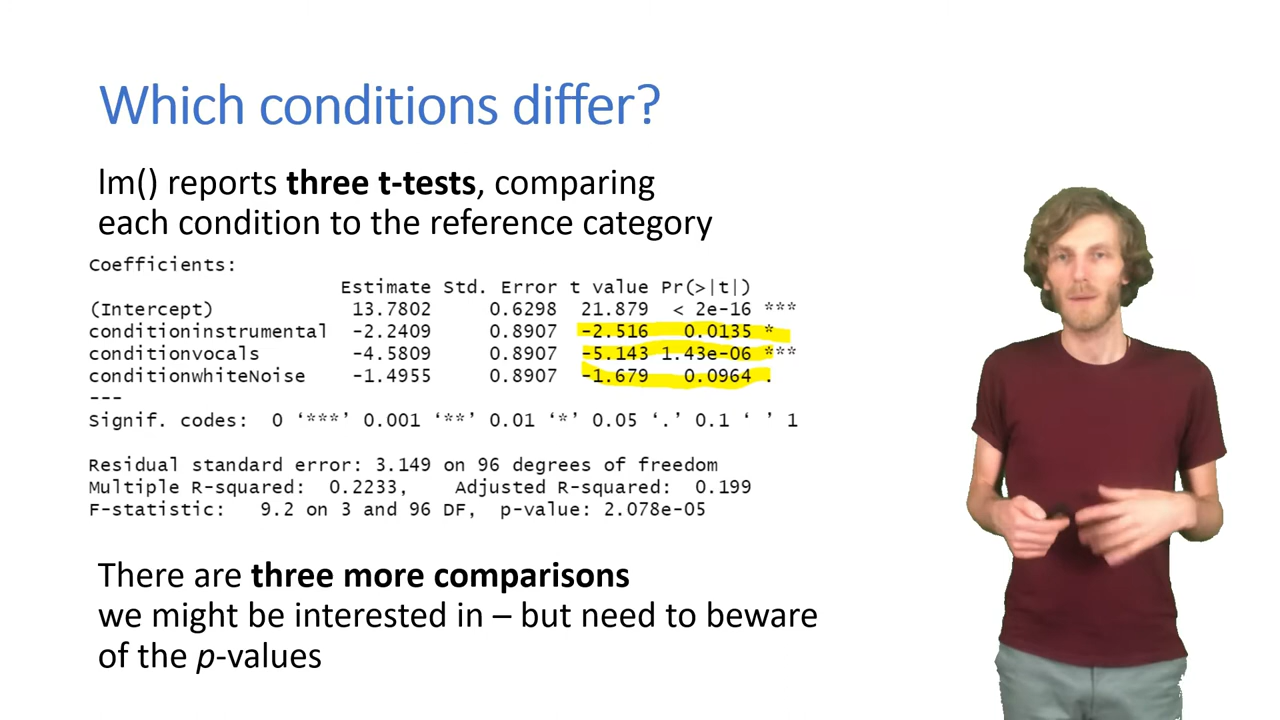 Which conditions differ?
lm() reports three t-tests, comparing
each condition to the reference category
Coefficients:
Estimate Std. Error t value Pr(>|t|)
(Intercept) 13.7802 0.6298 21.879 < 2e-16 ***
conditioninstrumental -2.2409 0.8907 -2.516 0.0135 *
conditionvocals -4.5809 0.8907 -5.143 1.43e-06 ***
conditionwhiteNoise -1.4955 0.8907 -1.679 0.0964 .
---
Signif. codes: 0 ‘***’ 0.001 ‘**’ 0.01 ‘*’ 0.05 ‘.’ 0.1 ‘ ’ 1
Residual standard error: 3.149 on 96 degrees of freedom
Multiple R-squared: 0.2233, Adjusted R-squared: 0.199
F-statistic: 9.2 on 3 and 96 DF, p-value: 2.078e-05
There are three more comparisons
we might be interested in – but need to beware
of the p-values